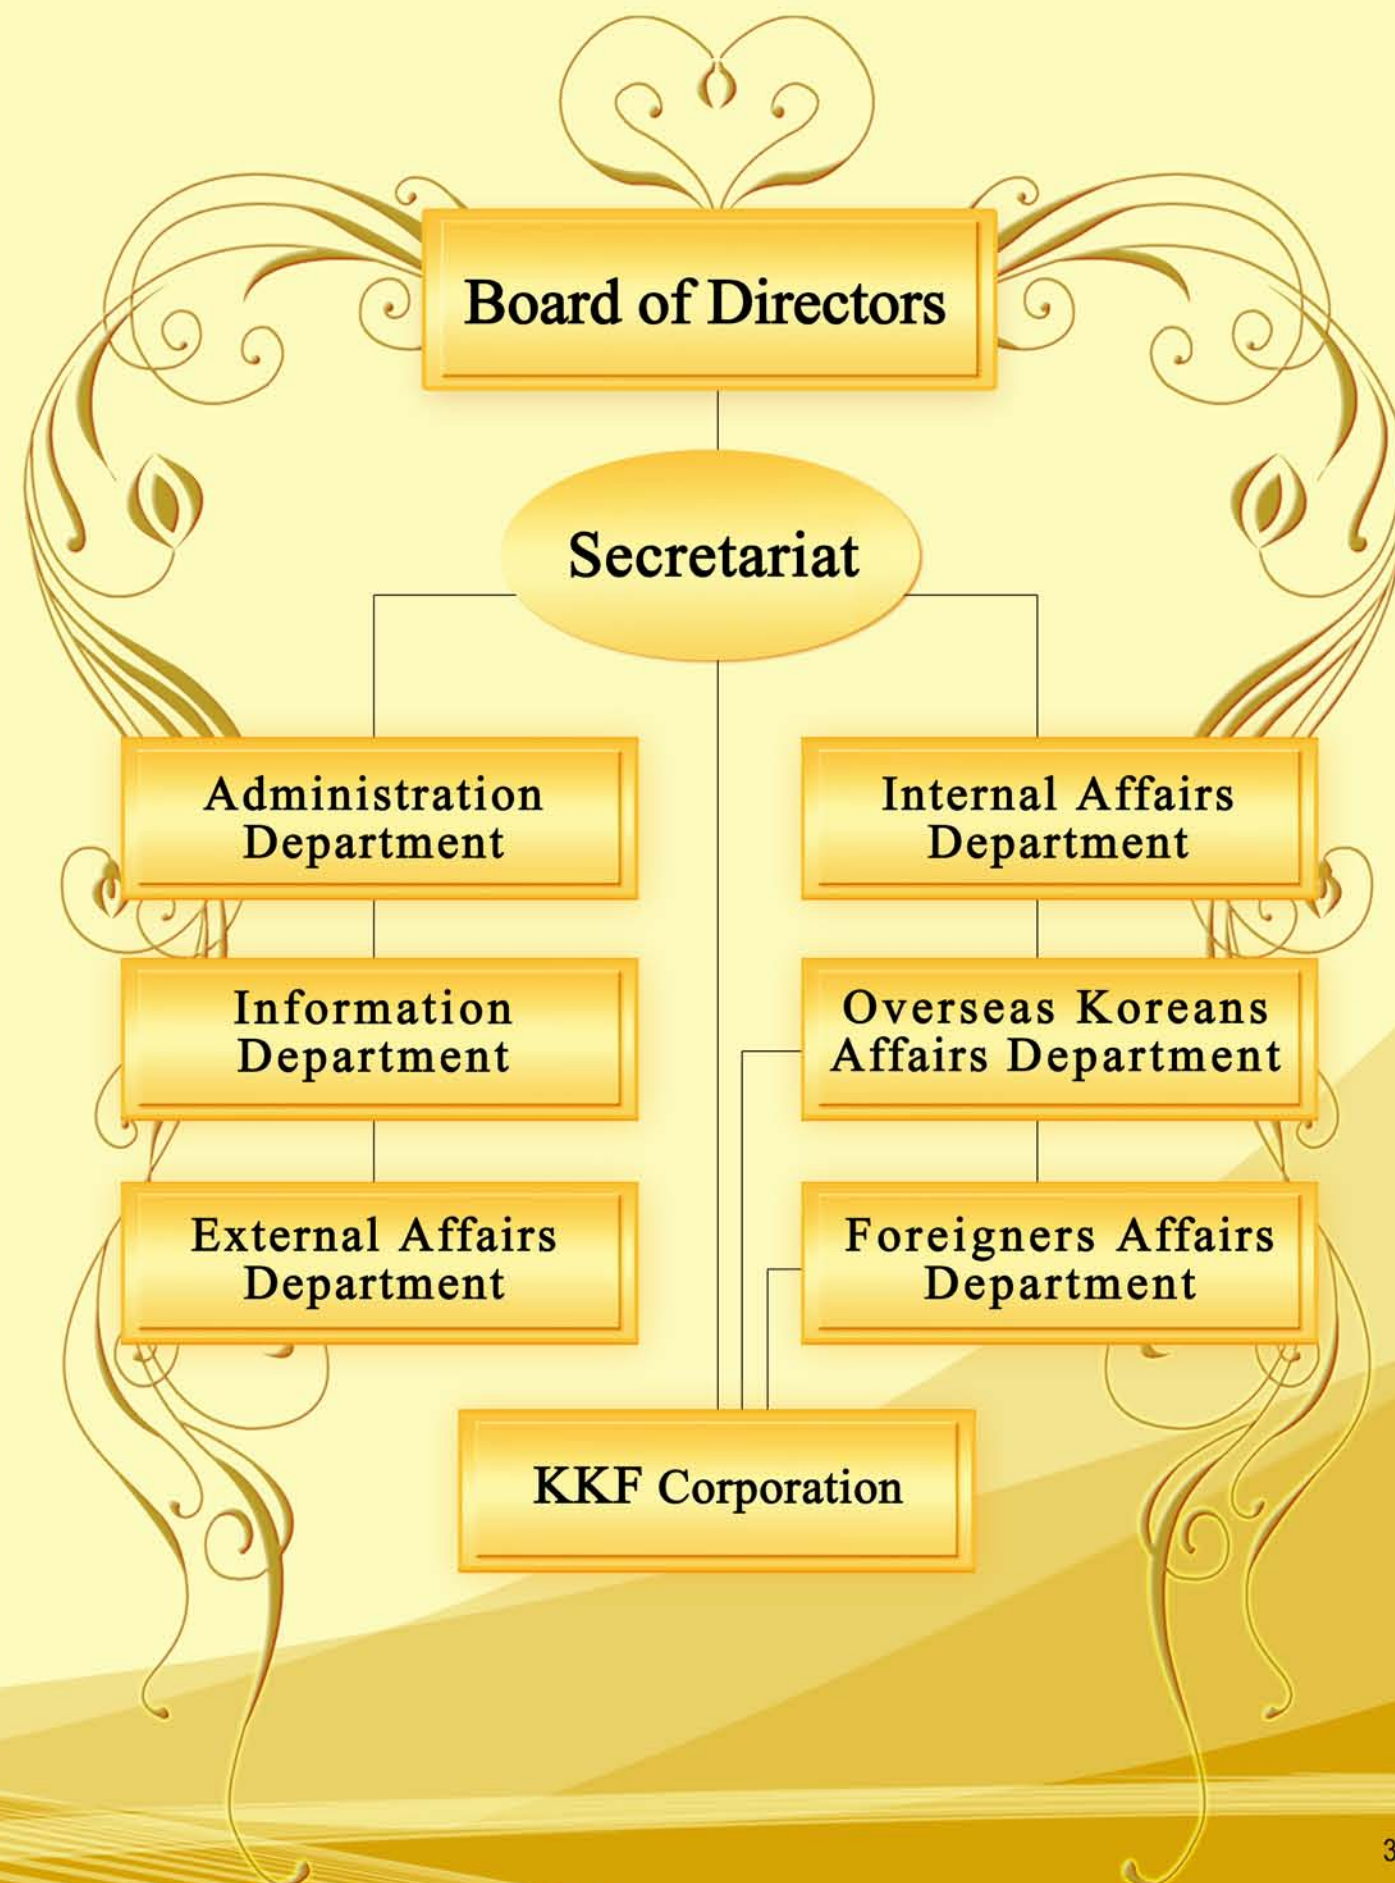 Board of Directors
Secretariat
Administration
Department
Internal Affairs
Department
Information
Department
Overseas Koreans
Affairs Department
External Affairs
Department
Foreigners Affairs
Department
KKF Corporation
3